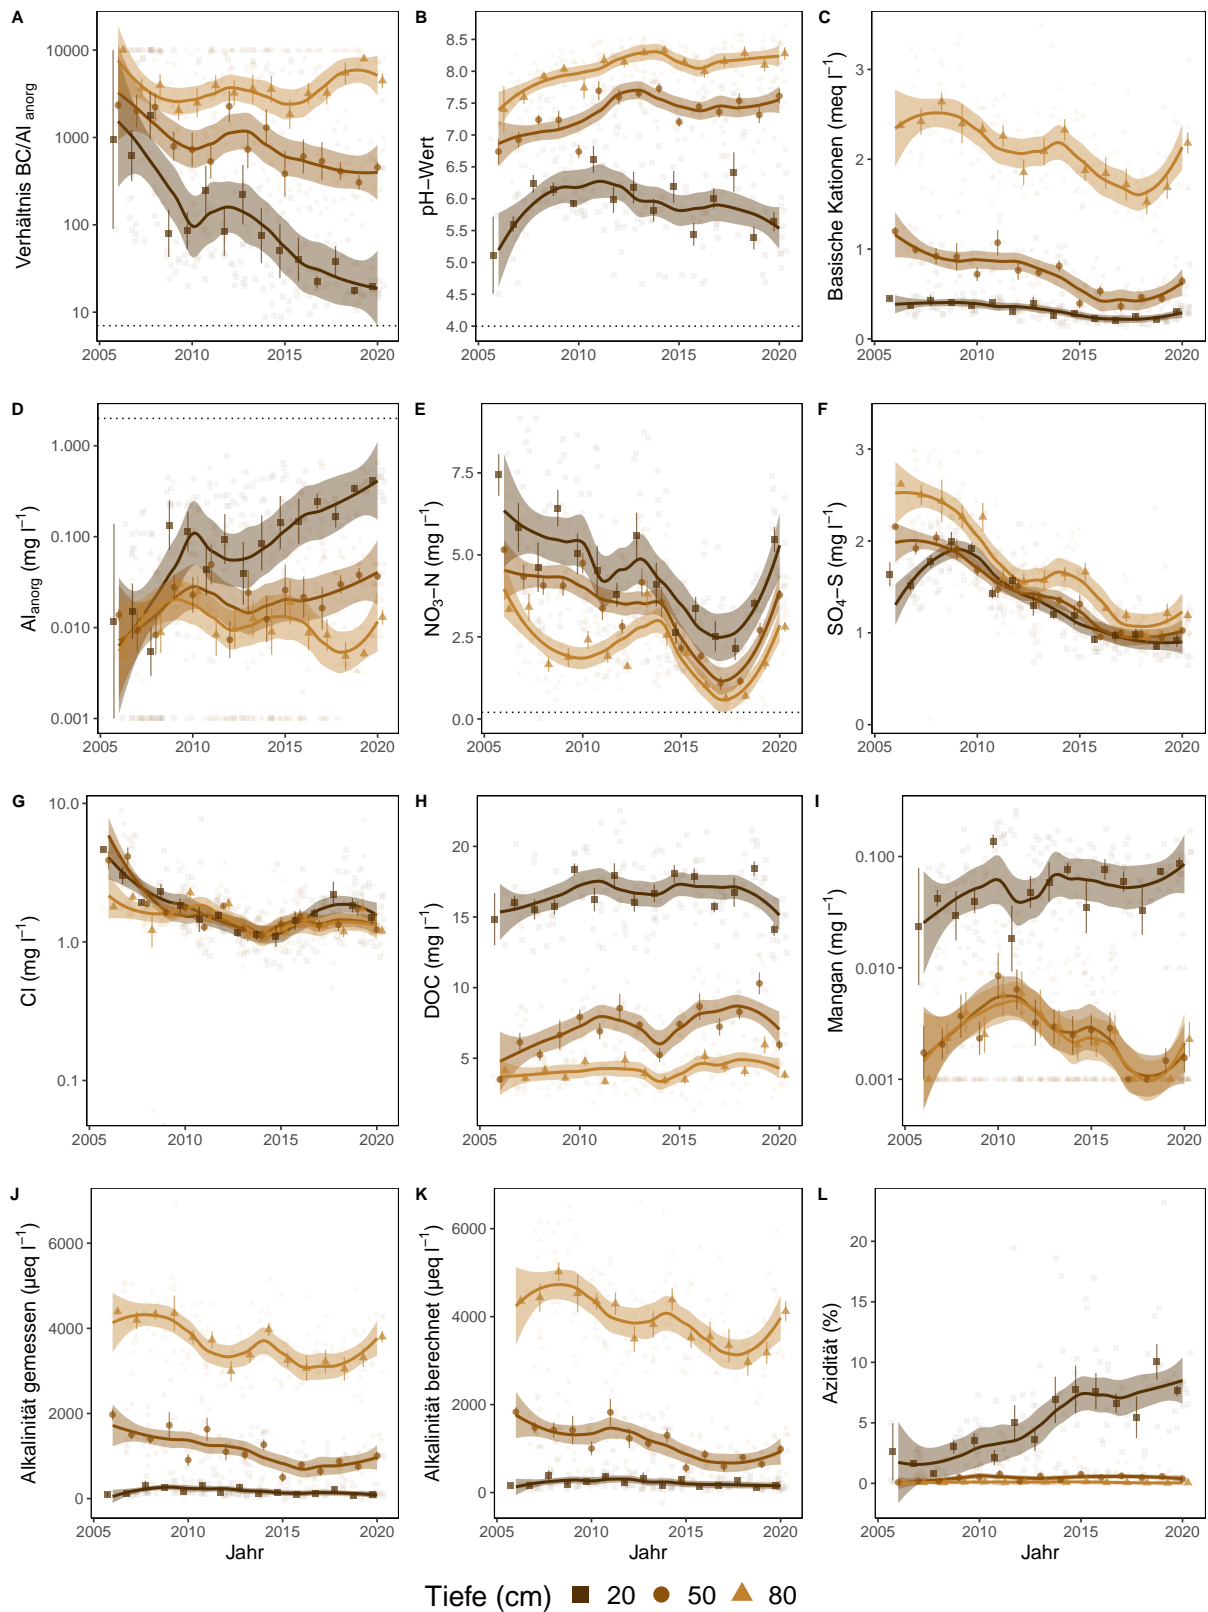 A
Verhältnis BC/Al anorg
10000
1000
100
10
2005 2010 2015 2020
B
pH−Wert
8.5
8.0
7.5
7.0
6.5
6.0
5.5
5.0
4.5
4.0
2005 2010 2015 2020
C
Basische Kationen (meq l−1)
3
2
1
0
2005 2010 2015 2020
D
Al anorg (mg l−1)
1.000
0.100
0.010
0.001
2005 2010 2015 2020
E
NO3−N (mg l−1)
7.5
5.0
2.5
0.0
2005 2010 2015 2020
F
SO4−S (mg l−1)
3
2
1
0
2005 2010 2015 2020
G
Cl (mg l−1)
10.0
1.0
0.1
2005 2010 2015 2020
H
DOC (mg l−1)
20
15
10
5
2005 2010 2015 2020
I
Mangan (mg l−1)
0.100
0.010
0.001
2005 2010 2015 2020
J
Alkalinität gemessen (µeq l−1)
6000
4000
2000
0
2005 2010 2015 2020
Jahr
K
Alkalinität berechnet (µeq l−1)
6000
4000
2000
0
2005 2010 2015 2020
Jahr
L
Azidität (%)
20
15
10
5
0
2005 2010 2015 2020
Jahr
Tiefe (cm) 20 50 80